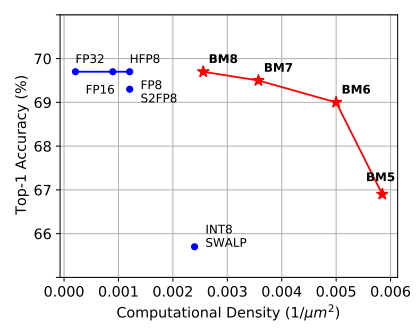 70
69
68
67
66
Top-1 Accuracy (%)
FP32
HFP8
FP16
FP8
S2FP8
BM8
BM7
BM6
BM5
INT8
SWALP
0.000 0.001 0.002 0.003 0.004 0.005 0.006
Computational Density (1/μm²)